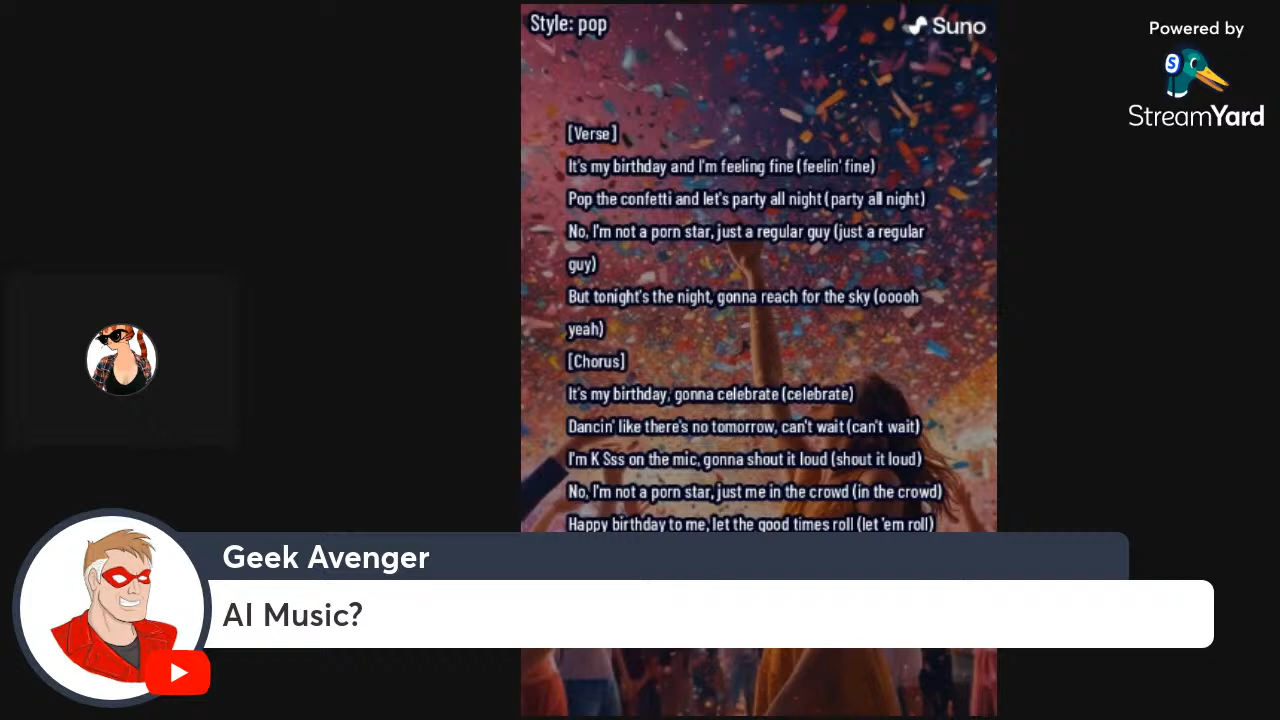 Style: pop
Suno
Powered by
StreamYard
[Verse]
It's my birthday and I'm feeling fine (feelin' fine)
Pop the confetti and let's party all night (party all night)
No, I'm not a porn star, just a regular guy (just a regular
guy)
But tonight's the night, gonna reach for the sky (ooooh
yeah)
[Chorus]
It's my birthday, gonna celebrate (celebrate)
Dancin' like there's no tomorrow, can't wait (can't wait)
I'm K Sss on the mic, gonna shout it loud (shout it loud)
No, I'm not a porn star, just me in the crowd (in the crowd)
Happy birthday to me, let the good times roll (let 'em roll)
Geek Avenger
AI Music?